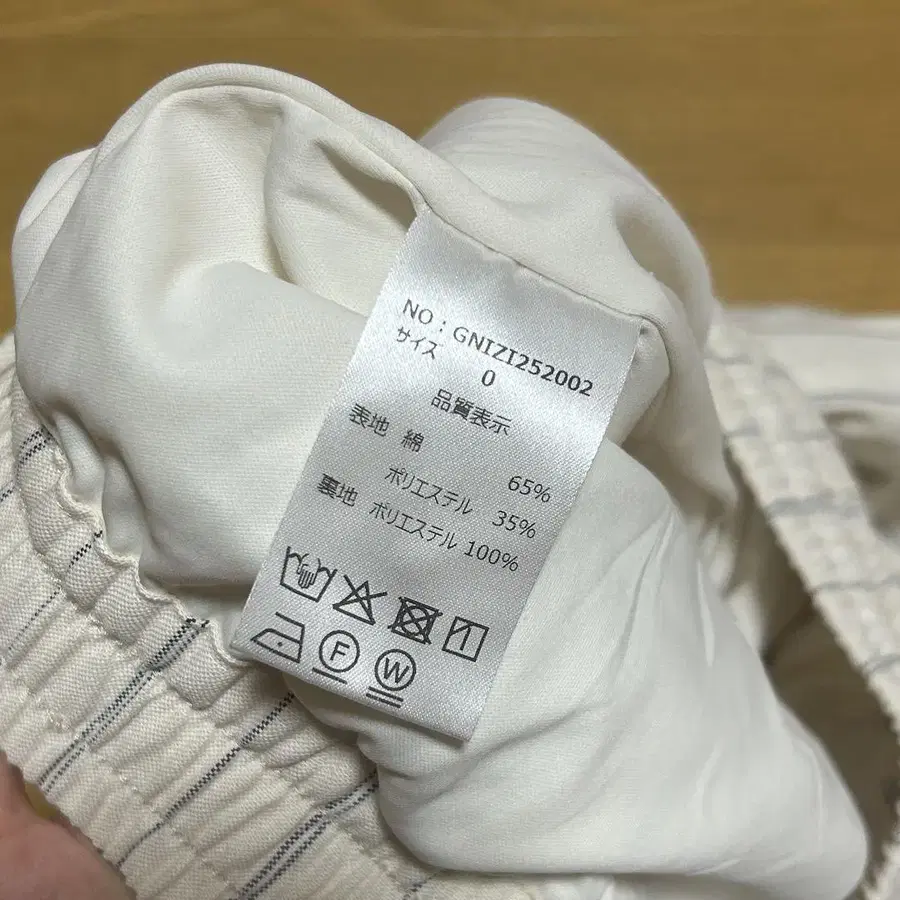 NO：GNIZI252002
サイズ
0
品質表示
表地 綿 65%
ポリエステル 35%
裏地 ポリエステル 100%
F W